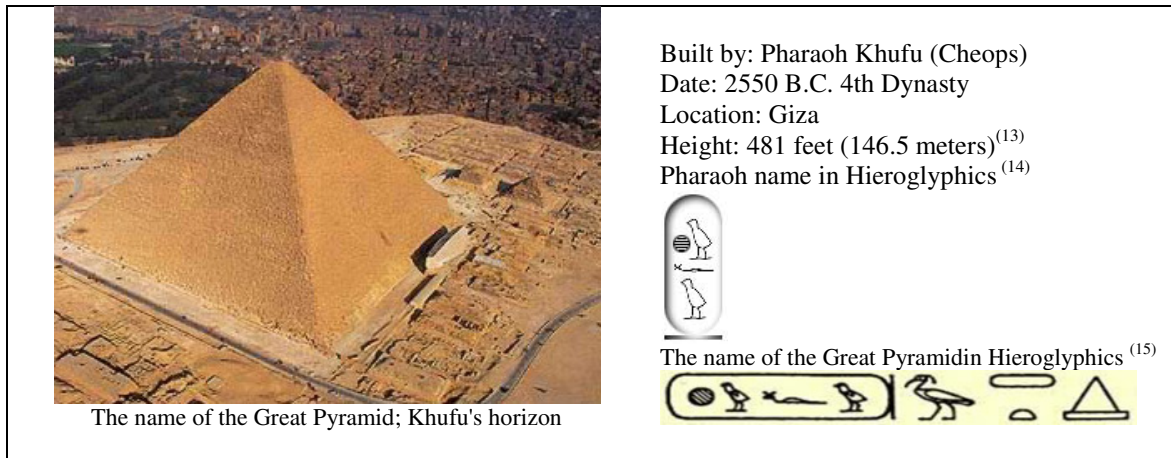 The name of the Great Pyramid; Khufu's horizon
Built by: Pharaoh Khufu (Cheops)
Date: 2550 B.C. 4th Dynasty
Location: Giza
Height: 481 feet (146.5 meters)(13)
Pharaoh name in Hieroglyphics (14)
The name of the Great Pyramidin Hieroglyphics (15)